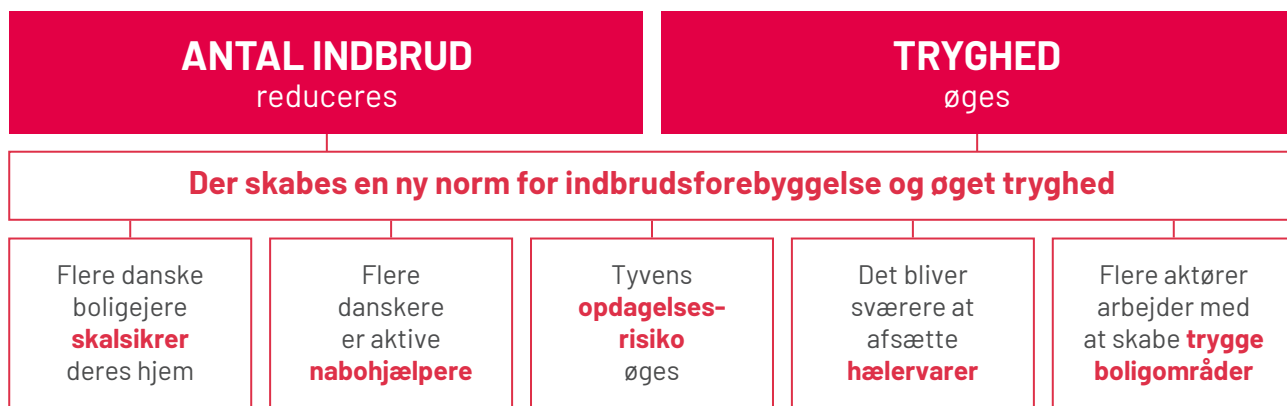 ANTAL INDBRUD
reduceres
TRYGHED
øges
Der skabes en ny norm for indbrudsforebyggelse og øget tryghed
Flere danske
boligejere
skalsikrer
deres hjem
Flere
danskere
er aktive
nabohjælpere
Tyvens
opdagelses-
risiko
øges
Det bliver
sværere at
afsætte
hælervarer
Flere aktører
arbejder med
at skabe trygge
boligområder